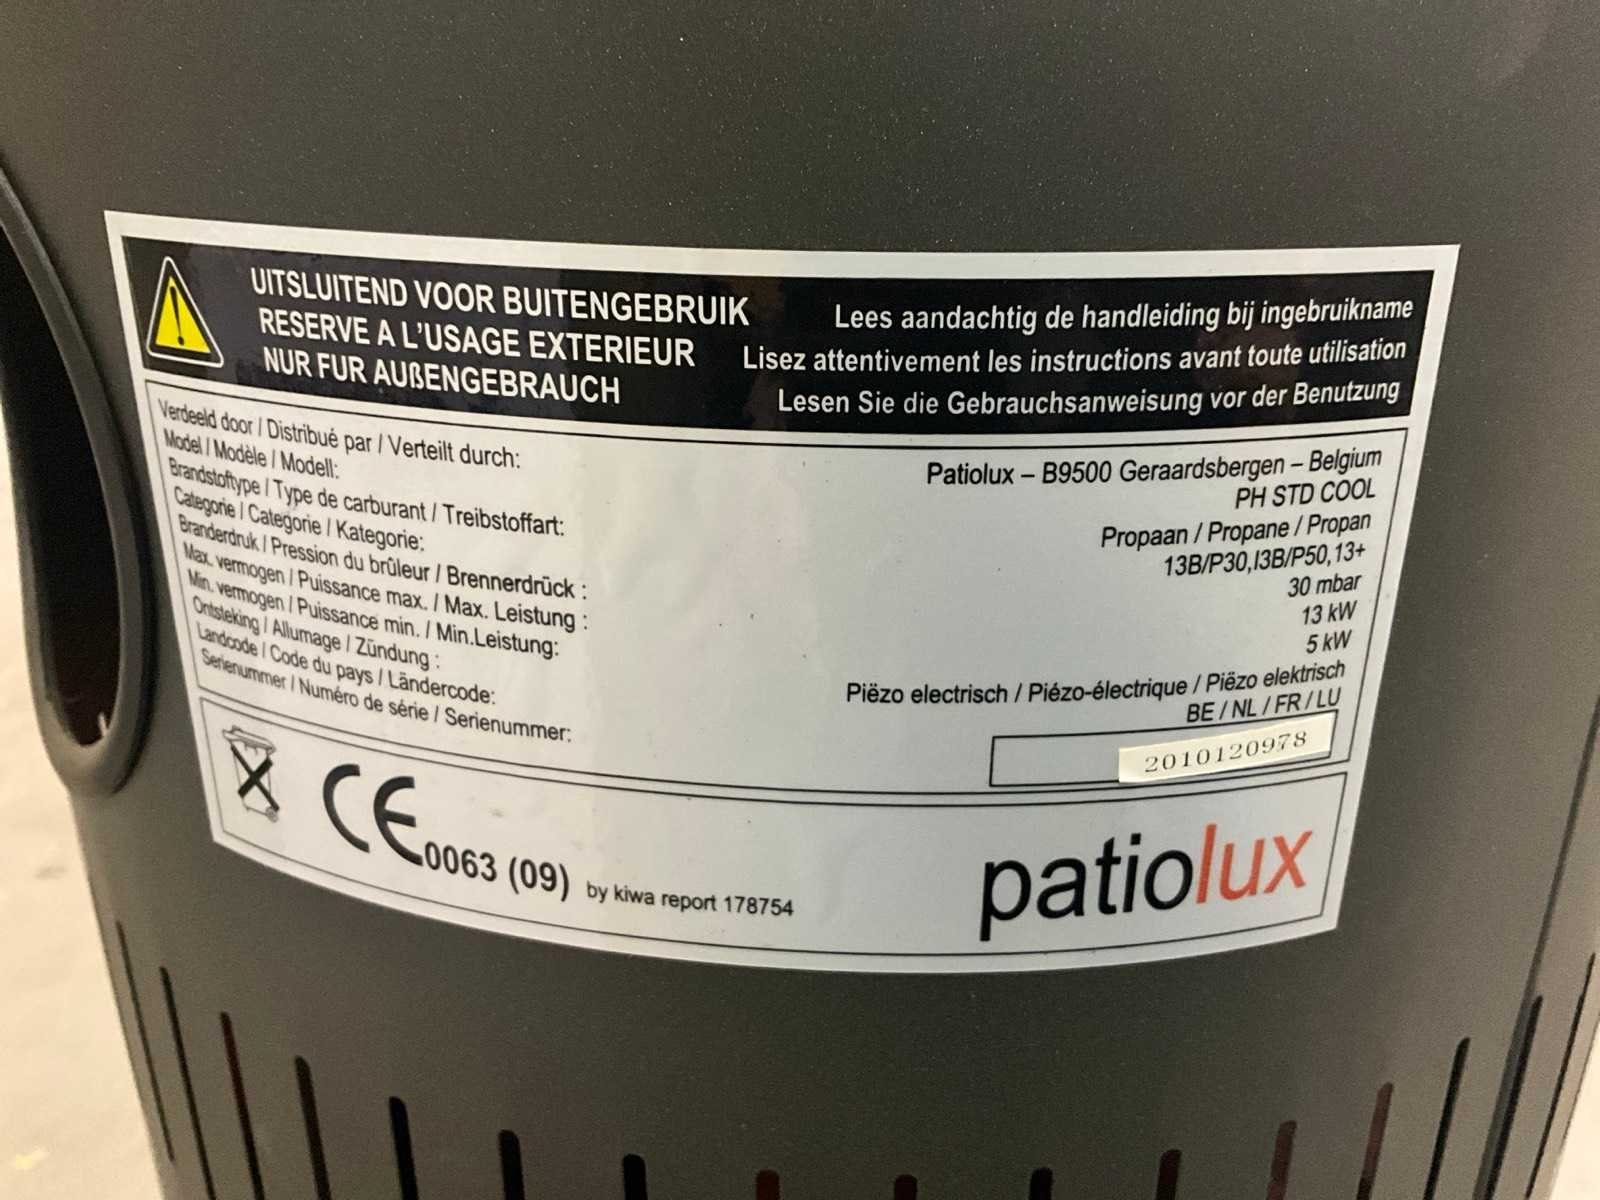 UITSLUITEND VOOR BUITENGEBRUIK
RESERVE A L'USAGE EXTERIEUR
NUR FUR AUßENGEBRAUCH
Lees aandachtig de handleiding bij ingebruikname
Lisez attentivement les instructions avant toute utilisation
Lesen Sie die Gebrauchsanweisung vor der Benutzung
Verdeeld door / Distribué par / Verteilt durch: Patiolux – B9500 Geraardsbergen – Belgium
Model / Modèle / Modell: PH STD COOL
Brandstoftype / Type de carburant / Treibstoffart: Propaan / Propane / Propan
Categorie / Categorie / Kategorie: 13B/P30,I3B/P50,13+
Branderdruk / Pression du brûleur / Brennerdrück : 30 mbar
Max. vermogen / Puissance max. / Max. Leistung : 13 kW
Min. vermogen / Puissance min. / Min.Leistung: 5 kW
Ontsteking / Allumage / Zündung : Piëzo electrisch / Piézo-électrique / Piëzo elektrisch
Landcode / Code du pays / Ländercode: BE / NL / FR / LU
Serienummer / Numéro de série / Serienummer: 2010120978
CE 0063 (09) by kiwa report 178754
patiolux